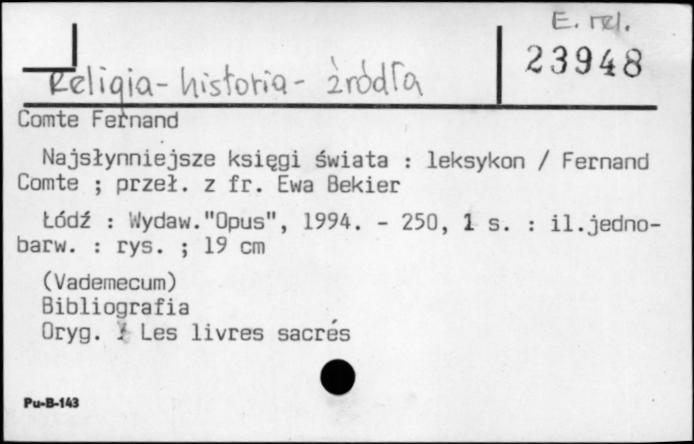 E. rel.
23948
Religia - historia - źródła
Comte Fernand
Najsłynniejsze księgi świata : leksykon / Fernand
Comte ; przeł. z fr. Ewa Bekier
Łódź : Wydaw."Opus", 1994. - 250, 1 s. : il.jedno-
barw. : rys. ; 19 cm
(Vademecum)
Bibliografia
Oryg. : Les livres sacrés
Pu-B-143